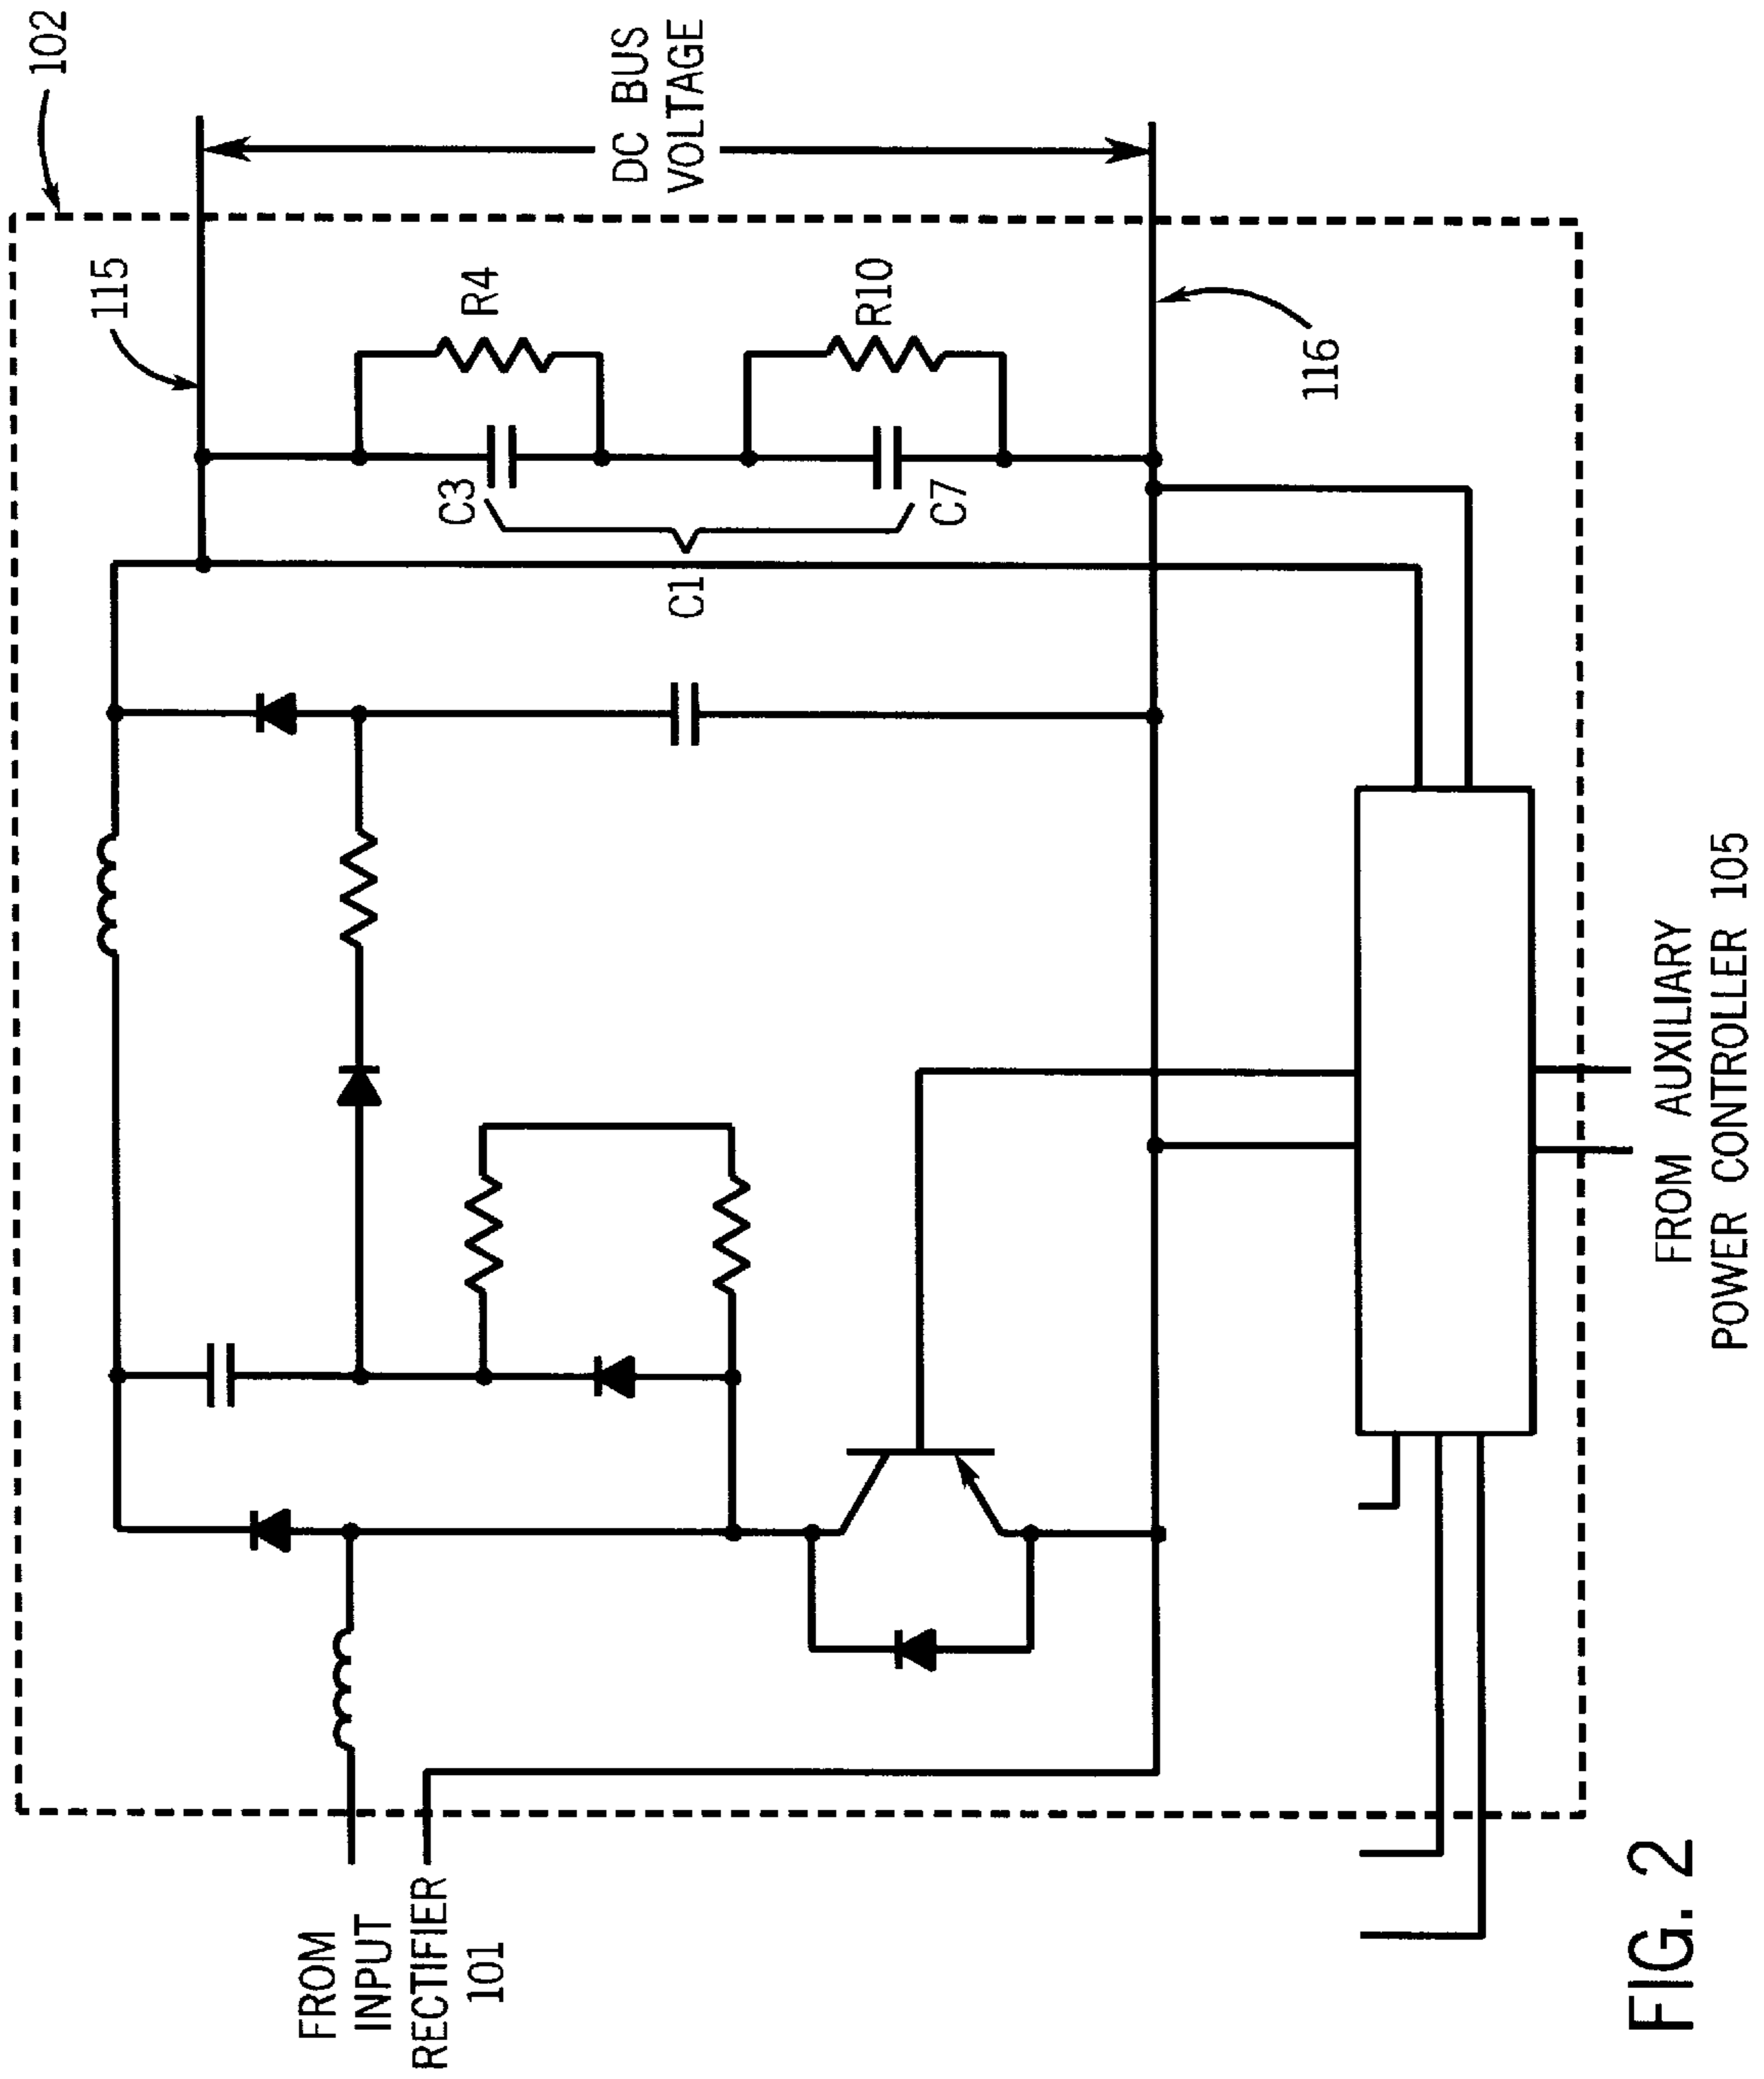 102
115
DC BUS
VOLTAGE
R4
R10
116
C3
C7
C1
FROM
INPUT
RECTIFIER
101
FROM AUXILIARY
POWER CONTROLLER 105
FIG. 2